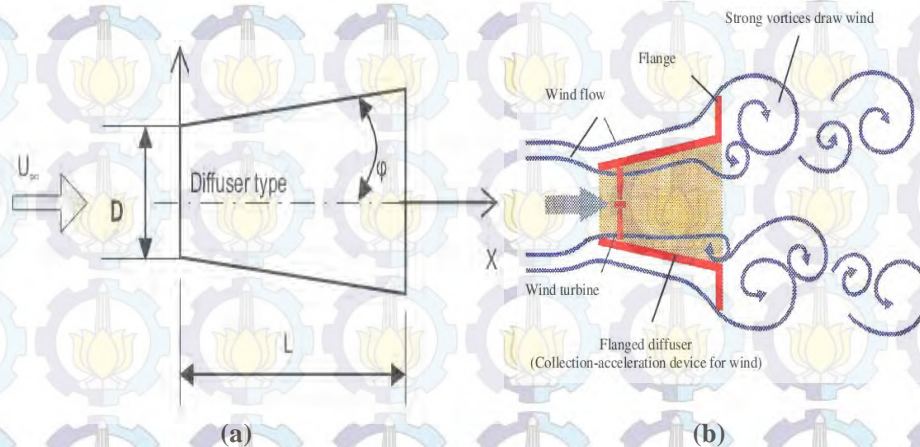 U∞
D
Diffuser type
φ
X
L
(a)
Strong vortices draw wind
Flange
Wind flow
Wind turbine
Flanged diffuser
(Collection-acceleration device for wind)
(b)